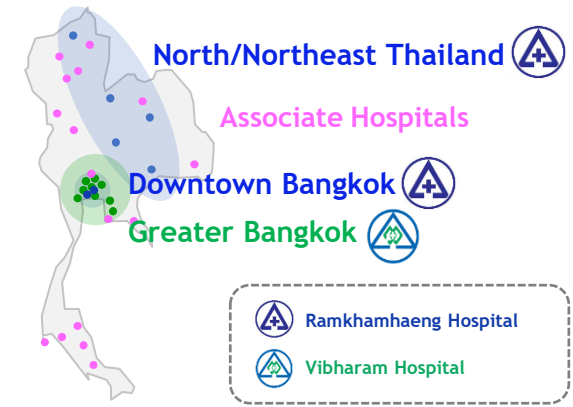 North/Northeast Thailand
Associate Hospitals
Downtown Bangkok
Greater Bangkok
Ramkhamhaeng Hospital
Vibharam Hospital